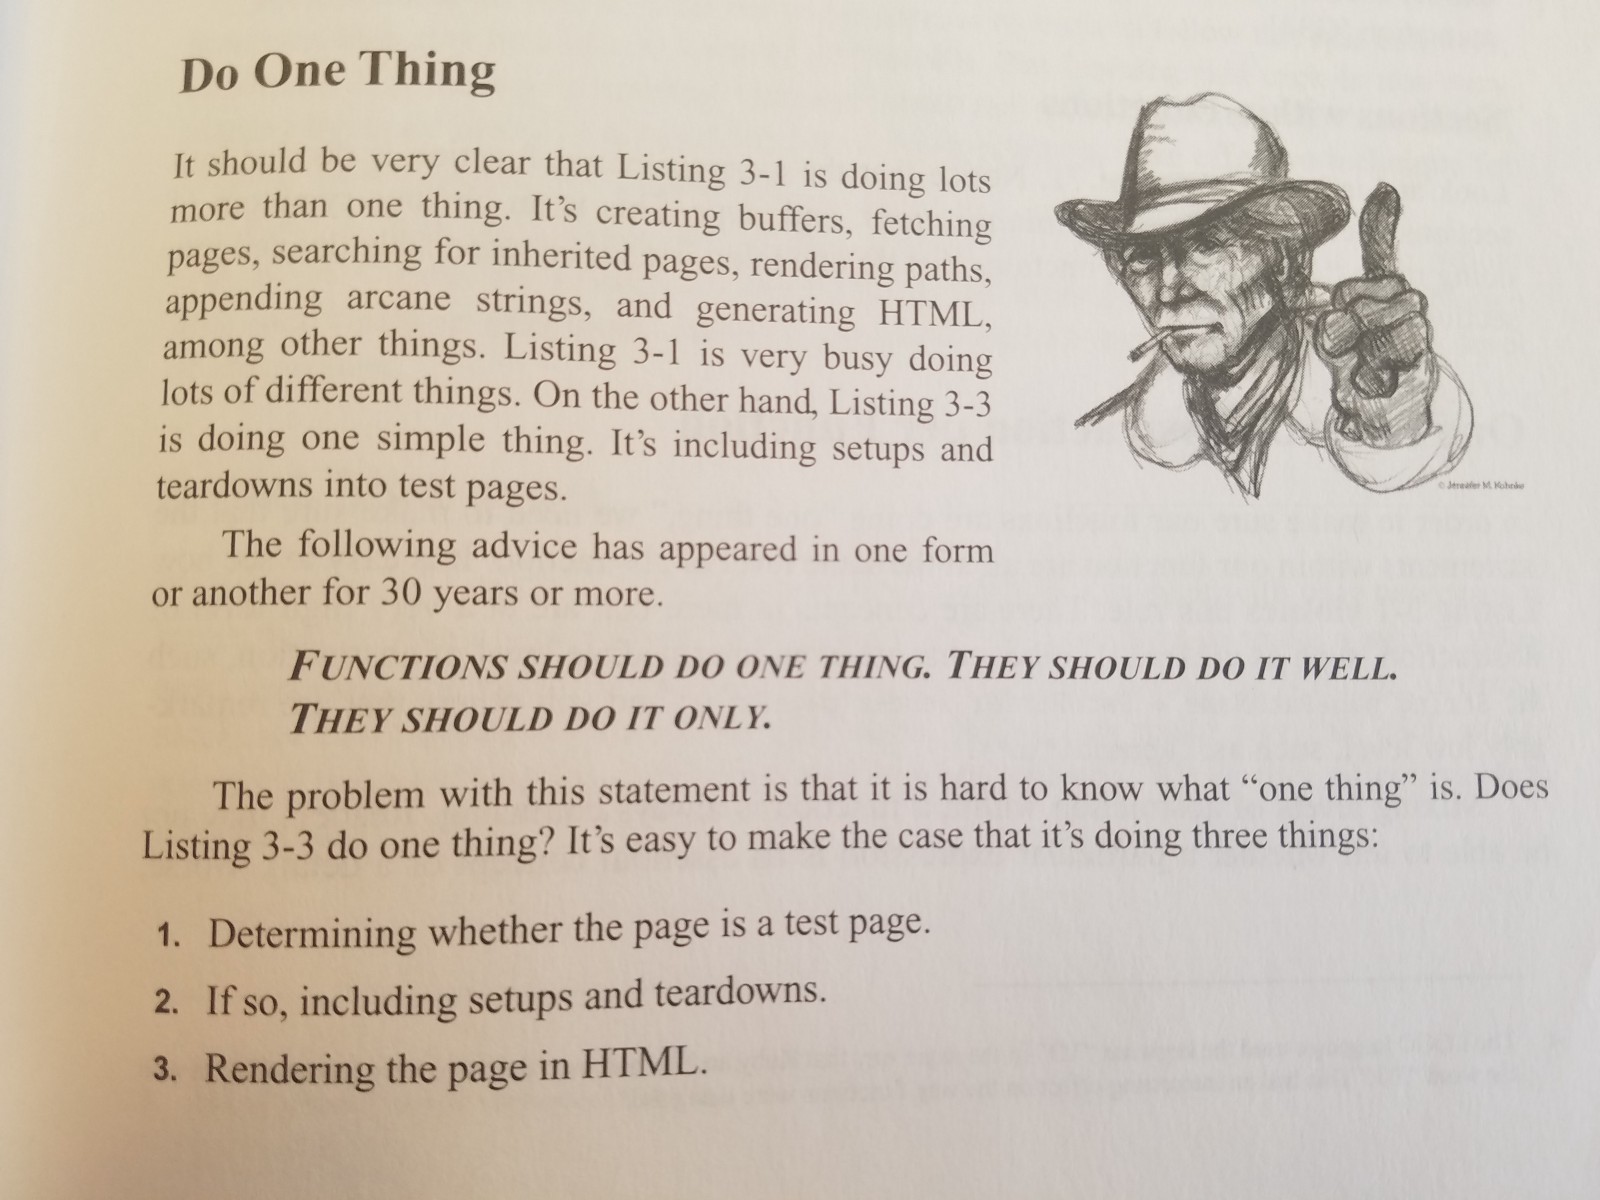 Do One Thing
It should be very clear that Listing 3-1 is doing lots
more than one thing. It’s creating buffers, fetching
pages, searching for inherited pages, rendering paths,
appending arcane strings, and generating HTML,
among other things. Listing 3-1 is very busy doing
lots of different things. On the other hand, Listing 3-3
is doing one simple thing. It’s including setups and
teardowns into test pages.
© Jennifer M. Kohnke
The following advice has appeared in one form
or another for 30 years or more.
FUNCTIONS SHOULD DO ONE THING. THEY SHOULD DO IT WELL.
THEY SHOULD DO IT ONLY.
The problem with this statement is that it is hard to know what “one thing” is. Does
Listing 3-3 do one thing? It’s easy to make the case that it’s doing three things:
1. Determining whether the page is a test page.
2. If so, including setups and teardowns.
3. Rendering the page in HTML.